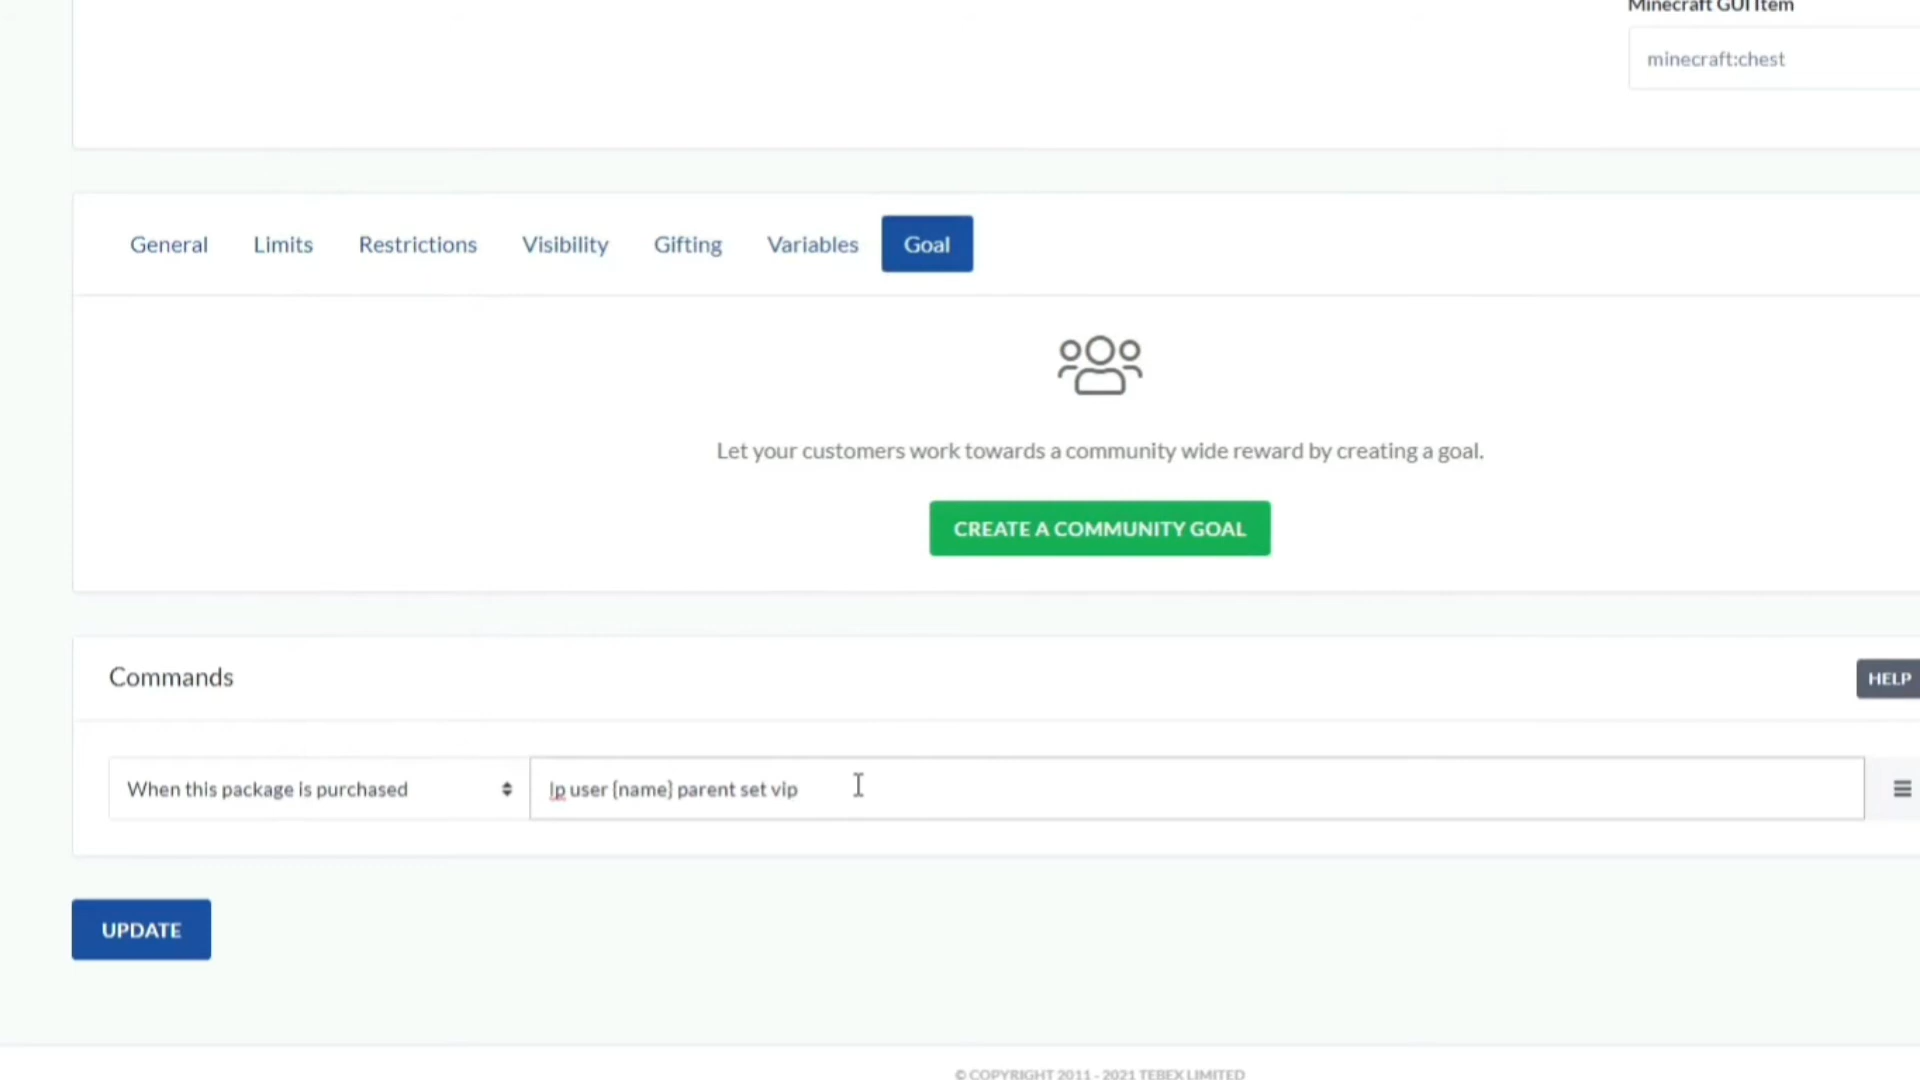 Minecraft GUI Item
minecraft:chest
General Limits Restrictions Visibility Gifting Variables Goal
Let your customers work towards a community wide reward by creating a goal.
CREATE A COMMUNITY GOAL
Commands
HELP
When this package is purchased
lp user {name} parent set vip
UPDATE
© COPYRIGHT 2011 - 2021 TEBEX LIMITED